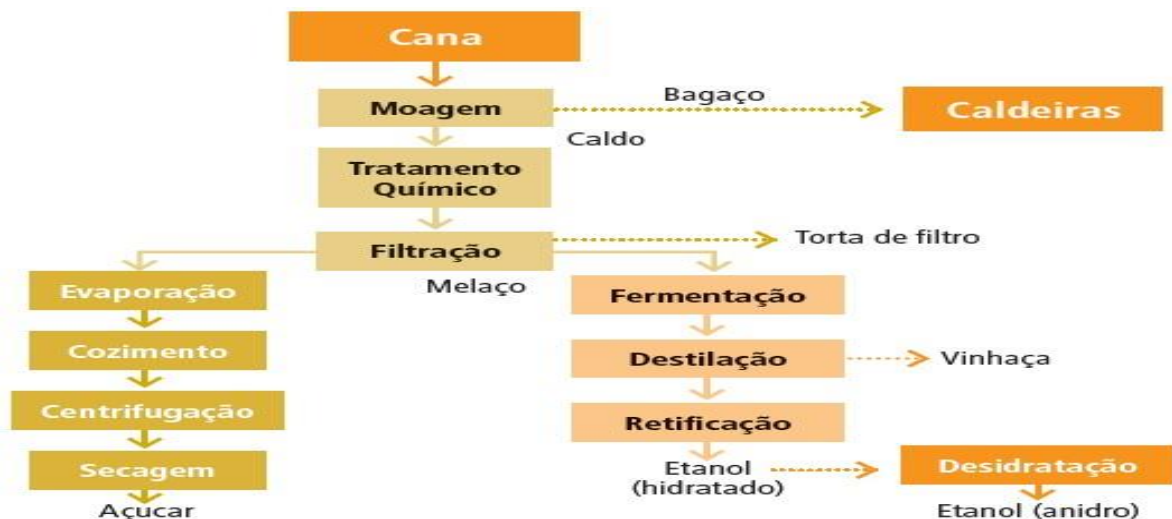 Cana
Moagem
Bagaço
Caldeiras
Caldo
Tratamento
Químico
Filtração
Torta de filtro
Melaço
Evaporação
Cozimento
Centrifugação
Secagem
Açucar
Fermentação
Destilação
Vinhaça
Retificação
Etanol
(hidratado)
Desidratação
Etanol (anidro)